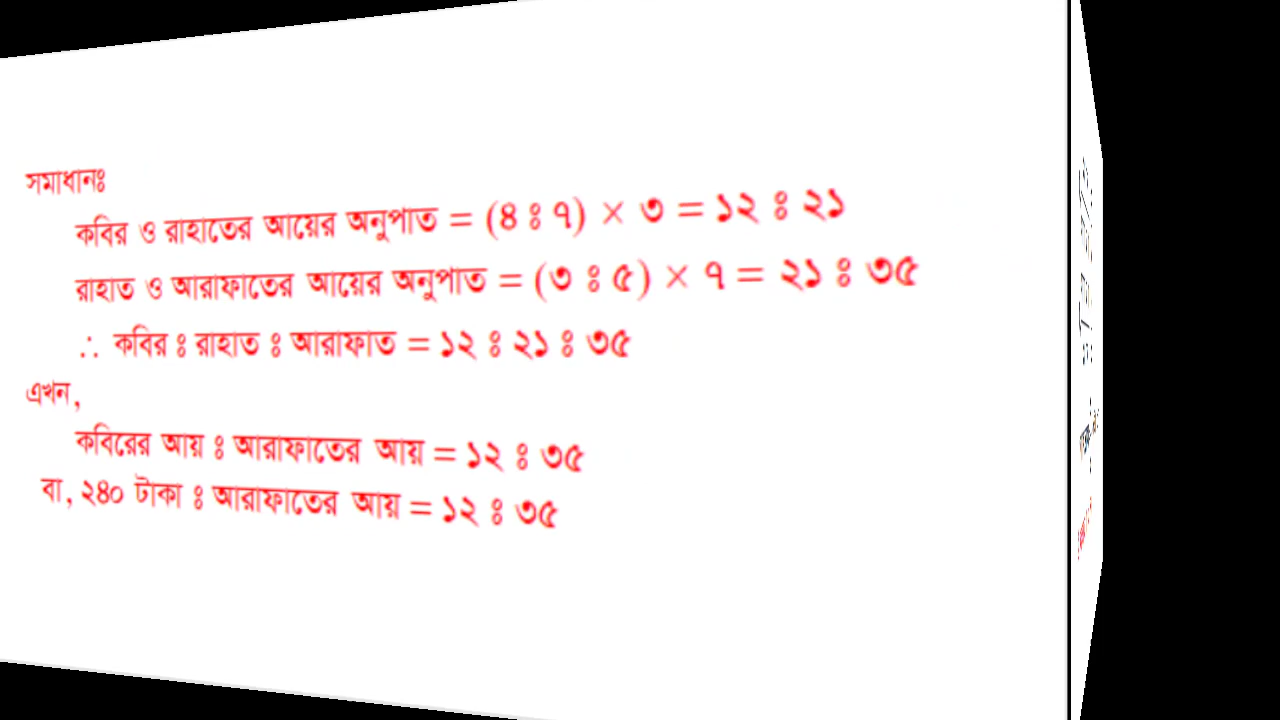 সমাধানঃ
কবির ও রাহাতের আয়ের অনুপাত = (৪ ঃ ৭) × ৩ = ১২ ঃ ২১
রাহাত ও আরাফাতের আয়ের অনুপাত = (৩ ঃ ৫) × ৭ = ২১ ঃ ৩৫
∴ কবির ঃ রাহাত ঃ আরাফাত = ১২ ঃ ২১ ঃ ৩৫
এখন,
কবিরের আয় ঃ আরাফাতের আয় = ১২ ঃ ৩৫
বা, ২৪০ টাকা ঃ আরাফাতের আয় = ১২ ঃ ৩৫